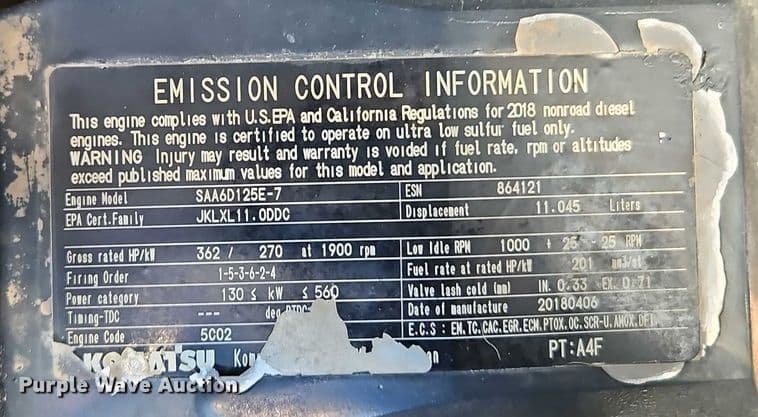 EMISSION CONTROL INFORMATION
This engine complies with U.S.EPA and California Regulations for 2018 nonroad diesel
engines. This engine is certified to operate on ultra low sulfur fuel only.
WARNING Injury may result and warranty is voided if fuel rate, rpm or altitudes
exceed published maximum values for this model and application.
Engine Model SAA6D125E-7 ESN 864121
EPA Cert.Family JKLXL11.0DDC Displacement 11.045 Liters
Gross rated HP/kW 362 / 270 at 1900 rpm Low Idle RPM 1000 + 25 - 25 RPM
Firing Order 1-5-3-6-2-4 Fuel rate at rated HP/kW 201 mm3/st
Power category 130 ≤ kW ≤ 560 Valve lash cold (mm) IN. 0.33 EX. 0.71
Timing-TDC --- deg Date of manufacture 20180406
Engine Code 5C02 E.C.S : EM,TC,CAC,EGR,ECM,PTOX,OC,SCR-U,AMOX,
KOMATSU PT:A4F
Purple Wave Auction